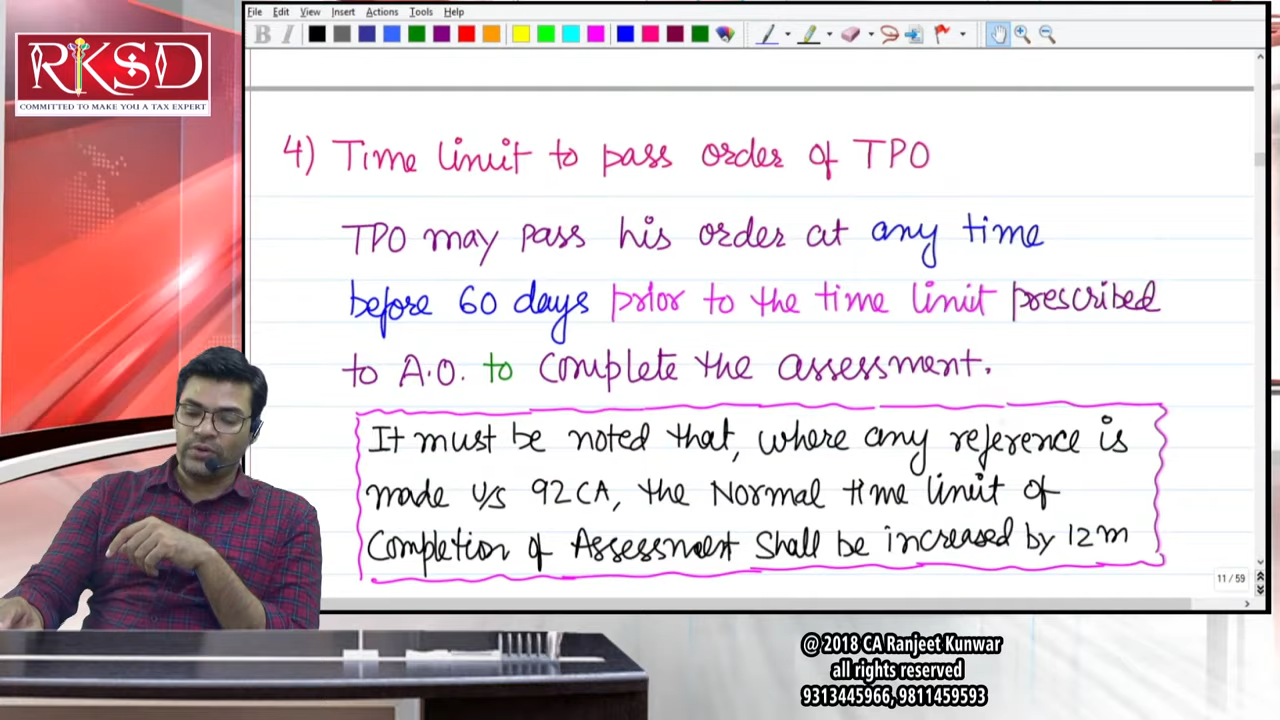 RKSD
COMMITTED TO MAKE YOU A TAX EXPERT
File Edit View Insert Actions Tools Help
B I
4) Time limit to pass order of TPO
TPO may pass his order at any time
before 60 days prior to the time limit prescribed
to A.O. to complete the assessment.
It must be noted that, where any reference is
made u/s 92CA, the Normal time limit of
Completion of Assessment Shall be increased by 12m
11 / 59
@ 2018 CA Ranjeet Kunwar
all rights reserved
9313445966, 9811459593